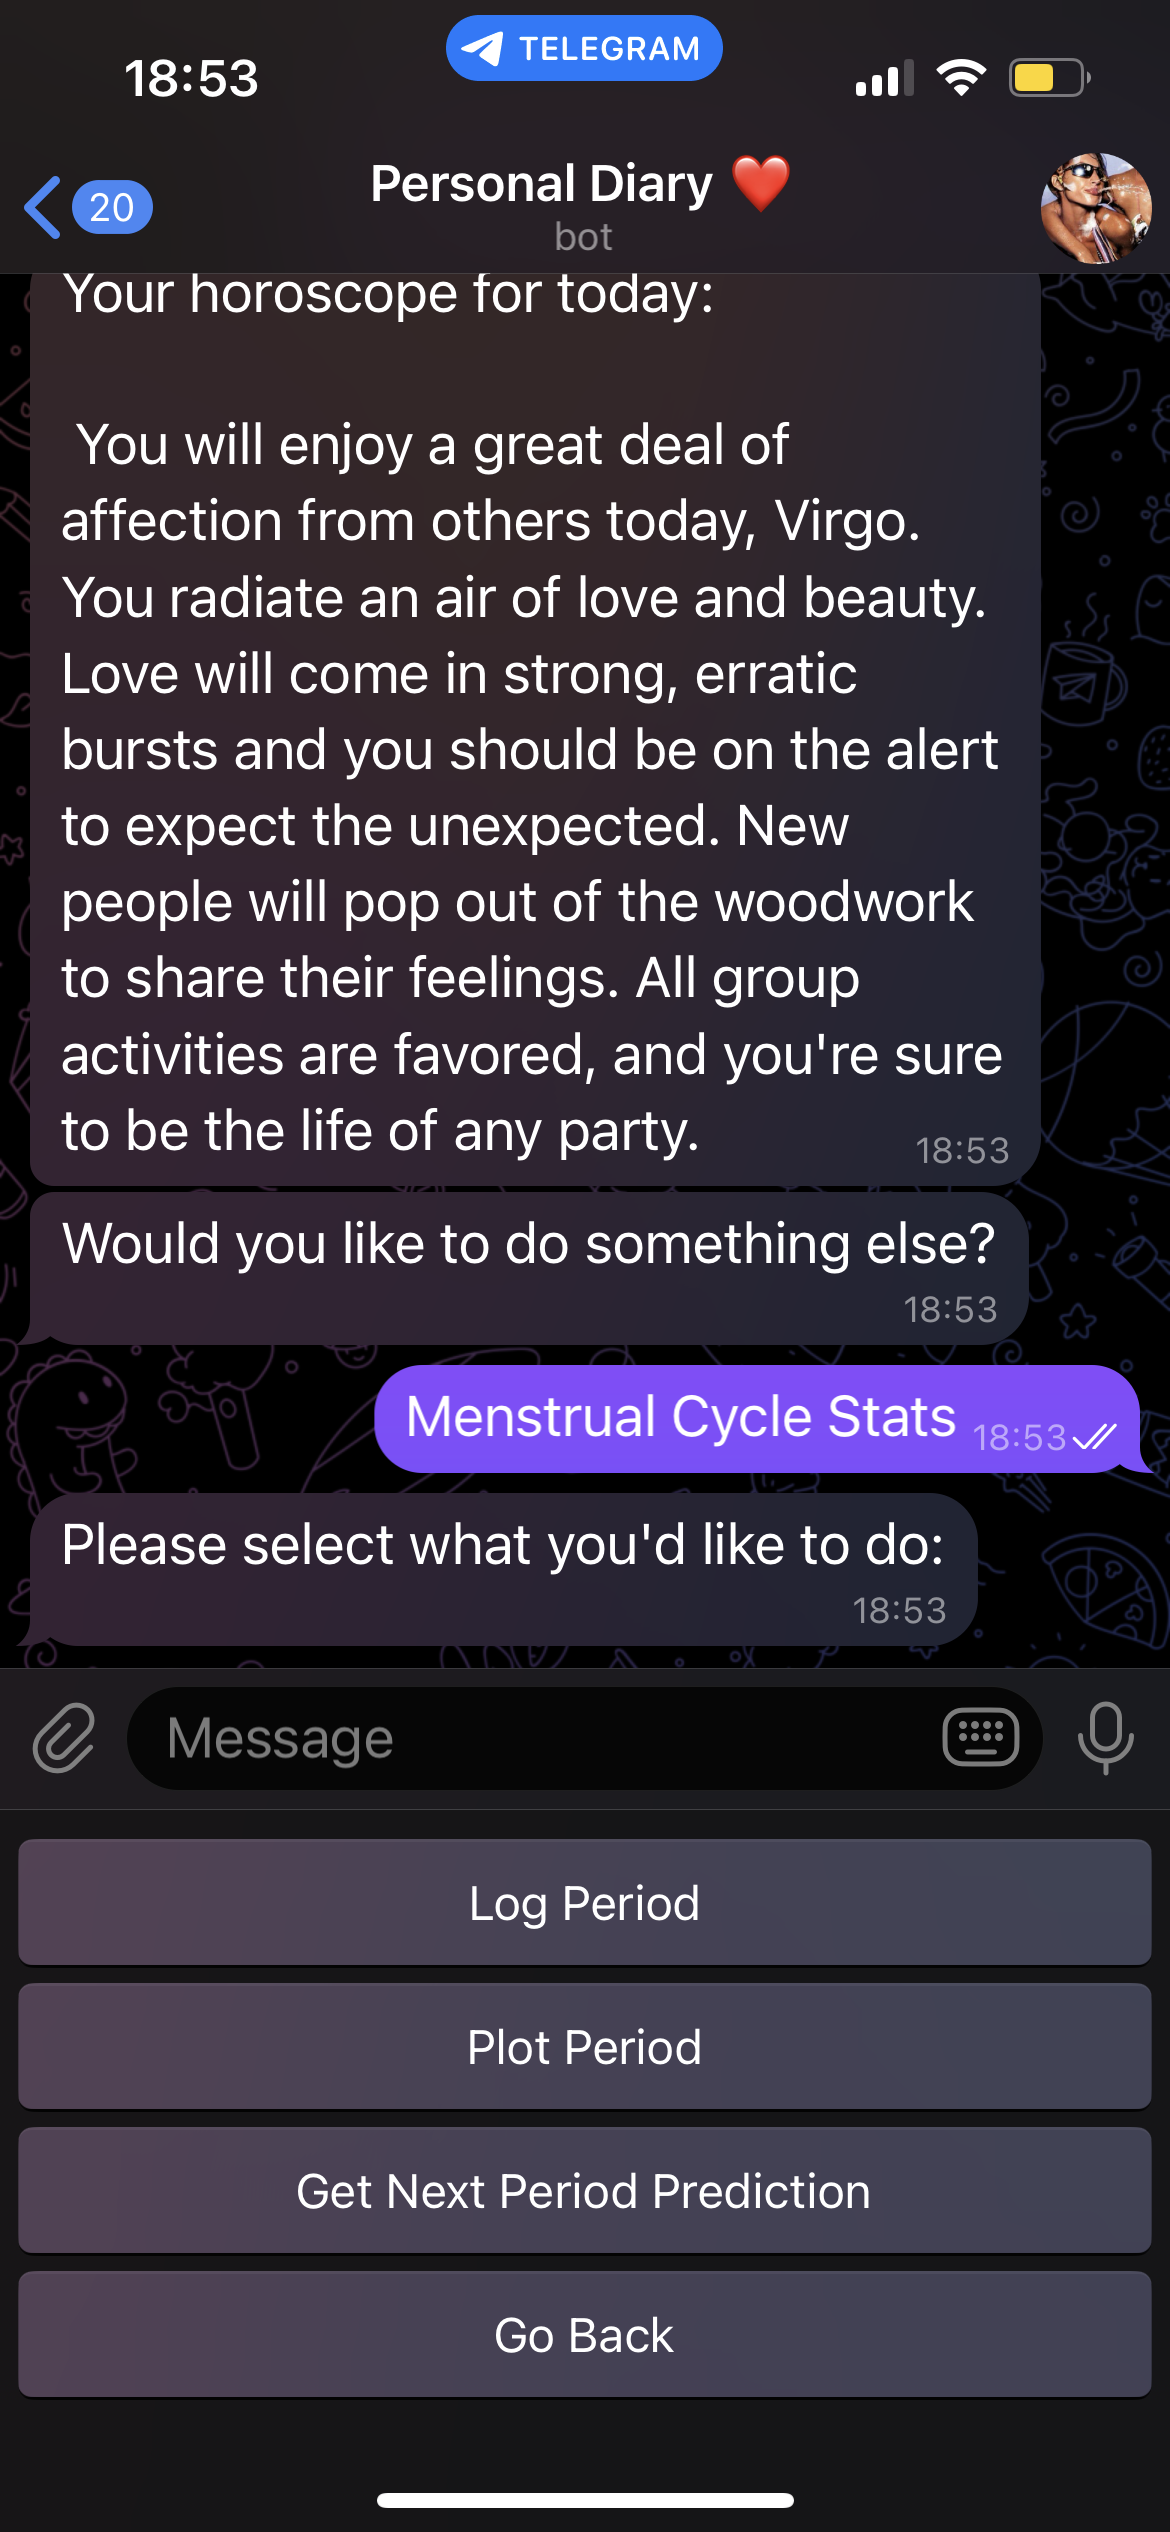 18:53
TELEGRAM
20
Personal Diary ❤️
bot
Your horoscope for today:
You will enjoy a great deal of
affection from others today, Virgo.
You radiate an air of love and beauty.
Love will come in strong, erratic
bursts and you should be on the alert
to expect the unexpected. New
people will pop out of the woodwork
to share their feelings. All group
activities are favored, and you're sure
to be the life of any party.
18:53
Would you like to do something else?
18:53
Menstrual Cycle Stats 18:53
Please select what you'd like to do:
18:53
Message
Log Period
Plot Period
Get Next Period Prediction
Go Back